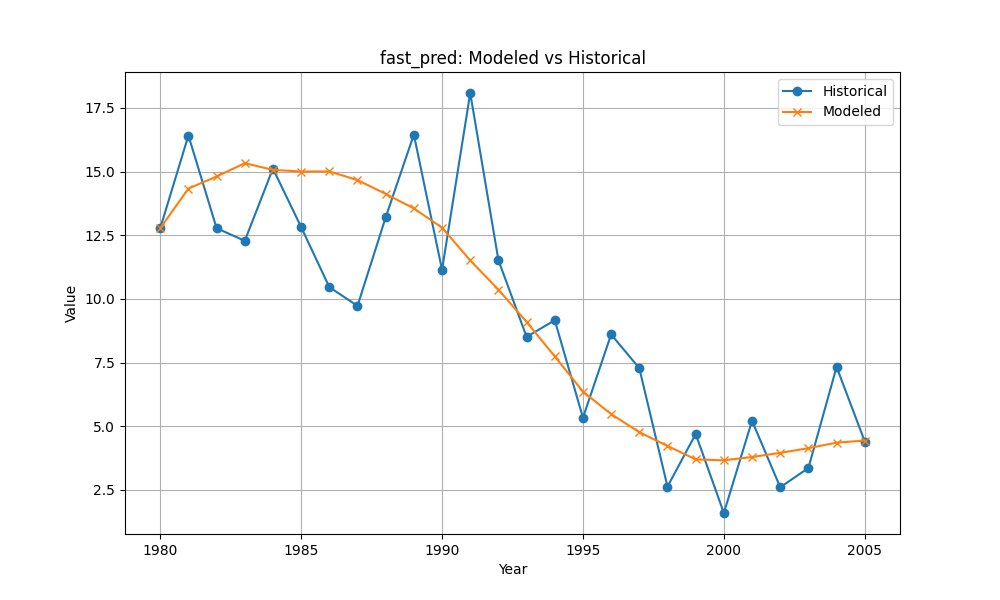 fast_pred: Modeled vs Historical
Historical
Modeled
17.5
15.0
12.5
10.0
7.5
5.0
2.5
Value
1980 1985 1990 1995 2000 2005
Year